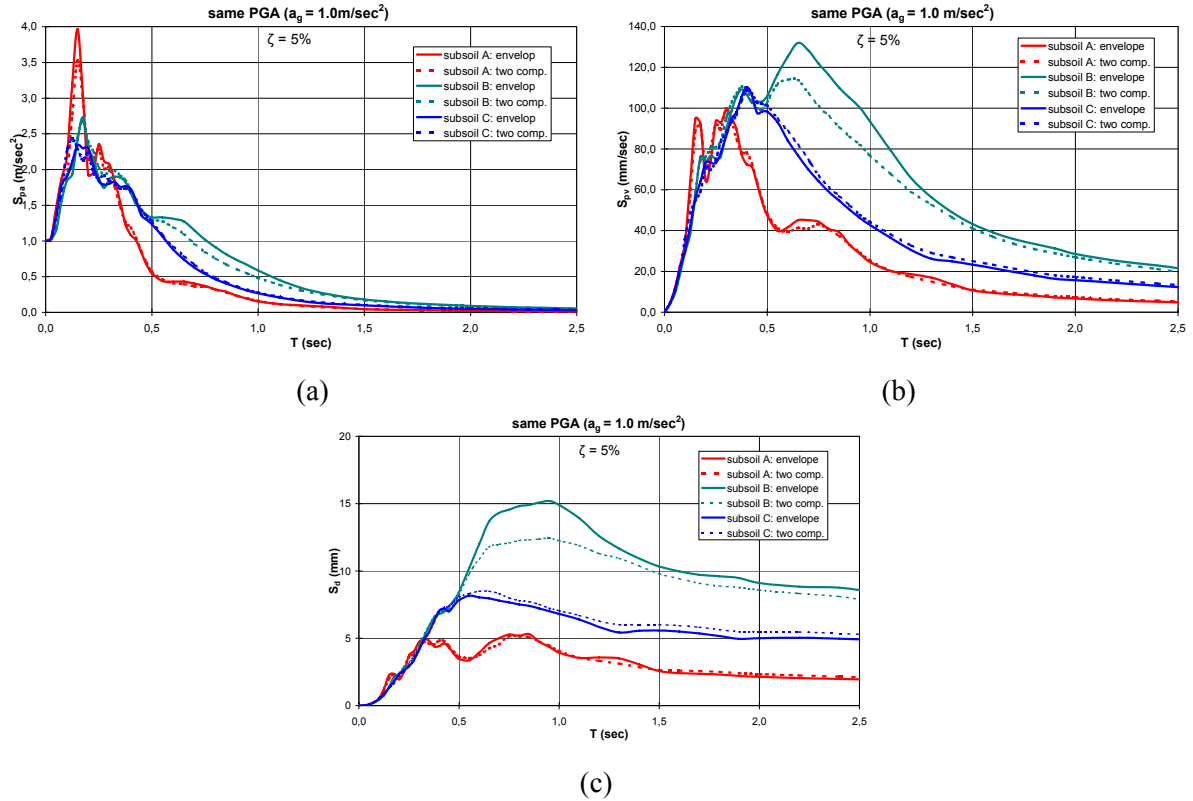 same PGA (ag = 1.0m/sec2)
ζ = 5%
4,0
3,5
3,0
2,5
2,0
1,5
1,0
0,5
0,0
Spa (m/sec2)
subsoil A: envelop
subsoil A: two comp.
subsoil B: envelop
subsoil B: two comp.
subsoil C: envelop
subsoil C: two comp.
0,0 0,5 1,0 1,5 2,0 2,5
T (sec)
(a)
same PGA (ag = 1.0 m/sec2)
ζ = 5%
140,0
120,0
100,0
80,0
60,0
40,0
20,0
0,0
Spv (mm/sec)
subsoil A: envelope
subsoil A: two comp.
subsoil B: envelope
subsoil B: two comp.
subsoil C: envelope
subsoil C: two comp.
0,0 0,5 1,0 1,5 2,0 2,5
T (sec)
(b)
same PGA (ag = 1.0 m/sec2)
ζ = 5%
20
15
10
5
0
Sd (mm)
subsoil A: envelope
subsoil A: two comp.
subsoil B: envelope
subsoil B: two comp.
subsoil C: envelope
subsoil C: two comp.
0,0 0,5 1,0 1,5 2,0 2,5
T (sec)
(c)